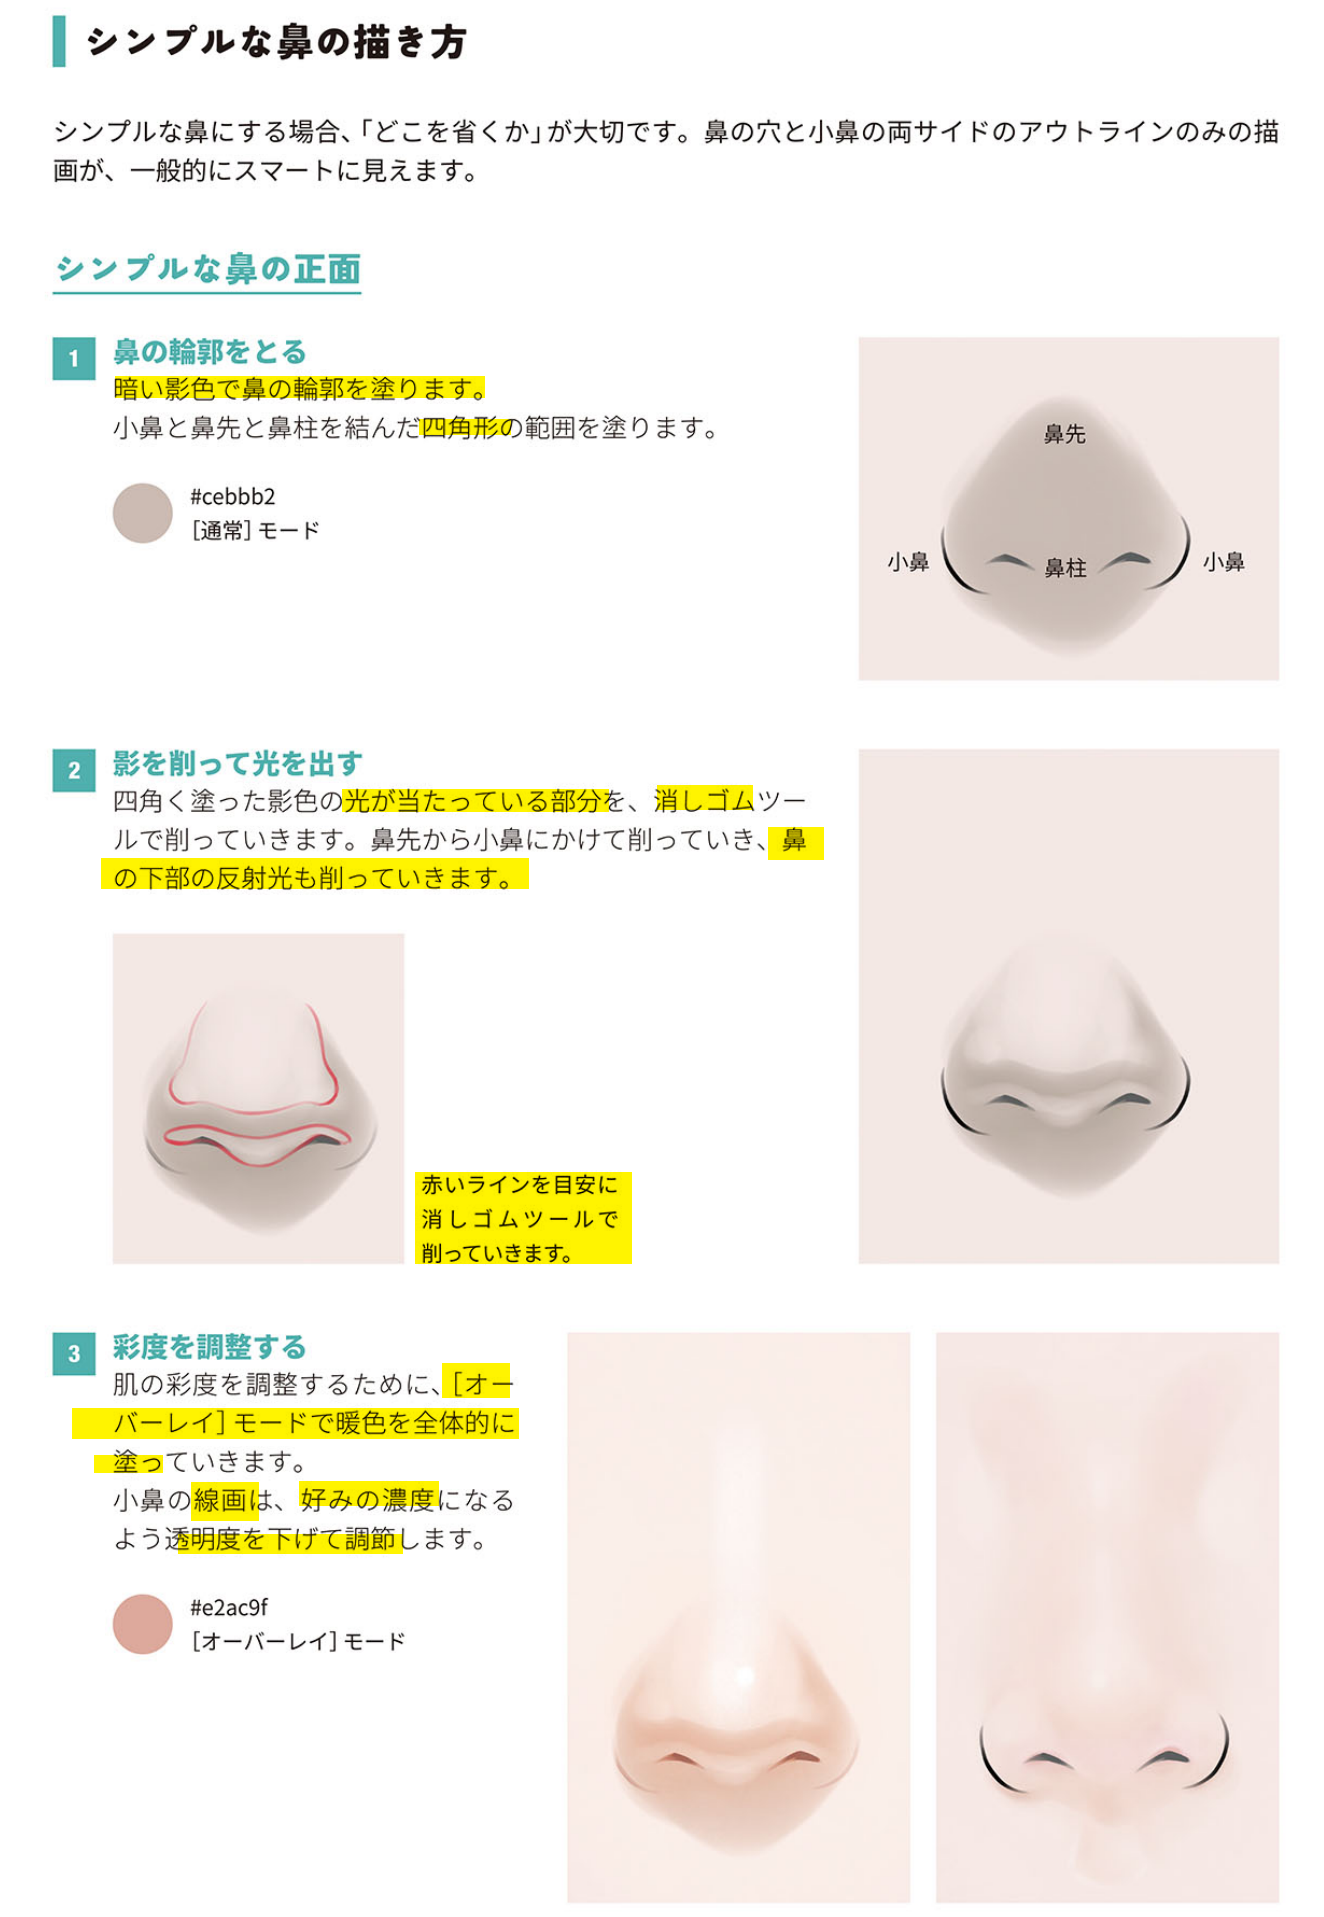 シンプルな鼻の描き方
シンプルな鼻にする場合、「どこを省くか」が大切です。鼻の穴と小鼻の両サイドのアウトラインのみの描
画が、一般的にスマートに見えます。
シンプルな鼻の正面
1 鼻の輪郭をとる
暗い影色で鼻の輪郭を塗ります。
小鼻と鼻先と鼻柱を結んだ四角形の範囲を塗ります。
#cebbb2
［通常］モード
鼻先
小鼻
鼻柱
小鼻
2 影を削って光を出す
四角く塗った影色の光が当たっている部分を、消しゴムツー
ルで削っていきます。鼻先から小鼻にかけて削っていき、鼻
の下部の反射光も削っていきます。
赤いラインを目安に
消しゴムツールで
削っていきます。
3 彩度を調整する
肌の彩度を調整するために、［オー
バーレイ］モードで暖色を全体的に
塗っていきます。
小鼻の線画は、好みの濃度になる
よう透明度を下げて調節します。
#e2ac9f
［オーバーレイ］モード